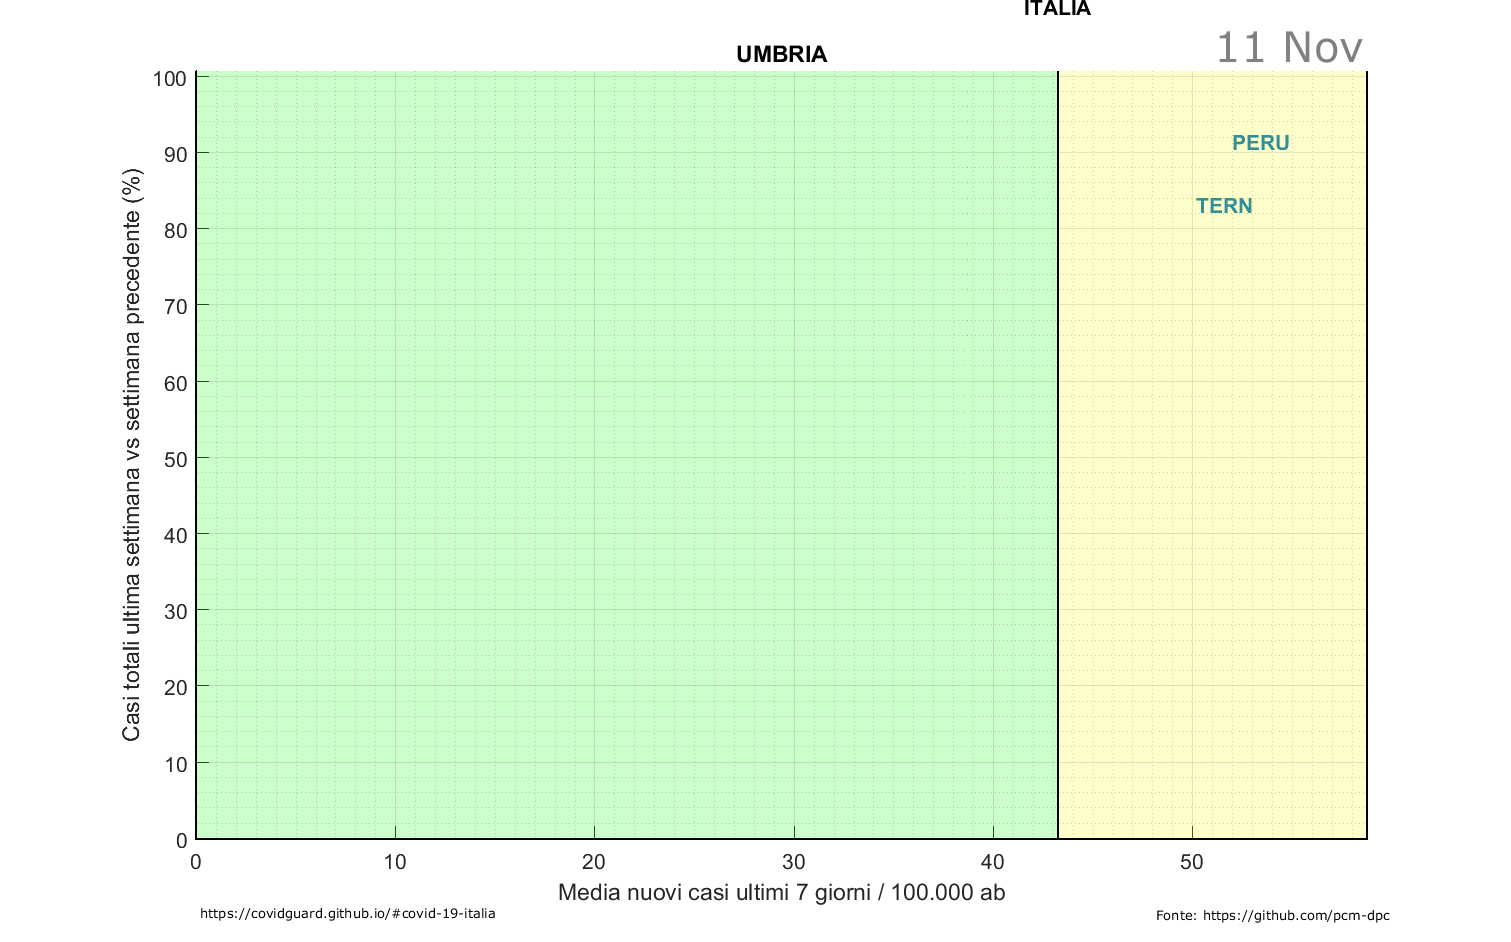 ITALIA
11 Nov
UMBRIA
100
90
80
70
60
50
40
30
20
10
0
PERU
TERN
Casi totali ultima settimana vs settimana precedente (%)
0 10 20 30 40 50
Media nuovi casi ultimi 7 giorni / 100.000 ab
https://covidguard.github.io/#covid-19-italia
Fonte: https://github.com/pcm-dpc